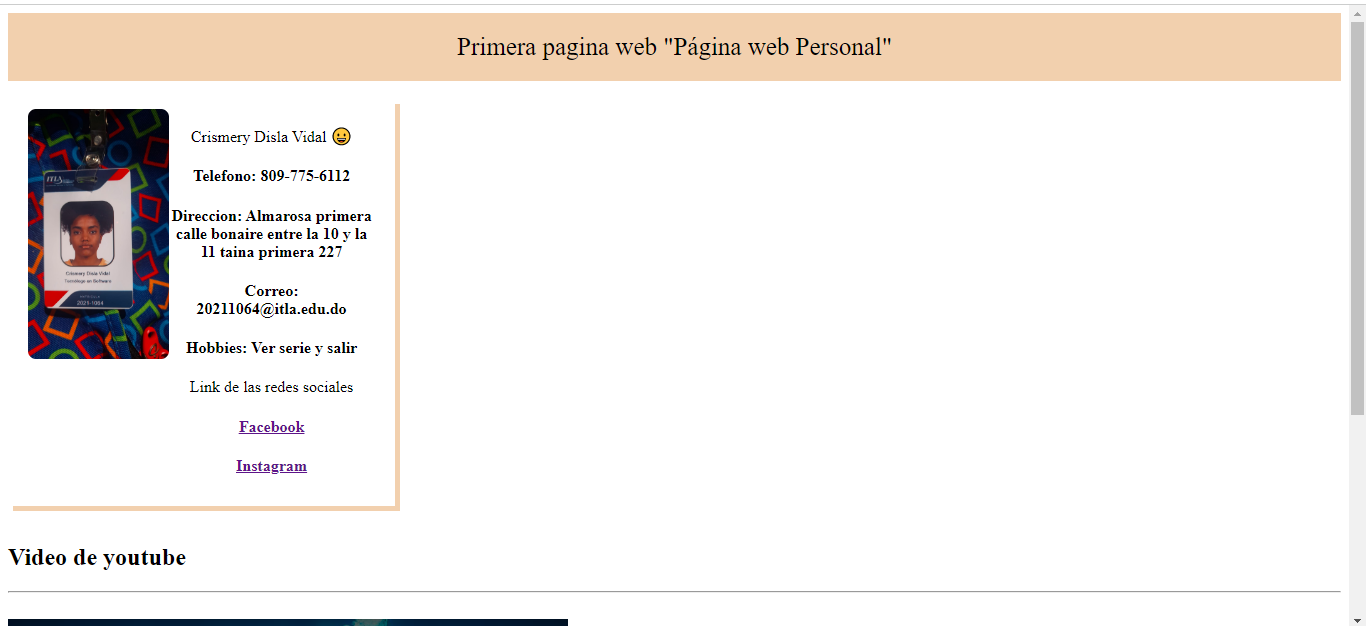 Primera pagina web "Página web Personal"
Crismery Disla Vidal 😀
Telefono: 809-775-6112
Direccion: Almarosa primera
calle bonaire entre la 10 y la
11 taina primera 227
Correo:
20211064@itla.edu.do
Hobbies: Ver serie y salir
Link de las redes sociales
Facebook
Instagram
ITLA
Crismery Disla Vidal
Tecnólogo en Software
MATRICULA
2021-1064
Video de youtube